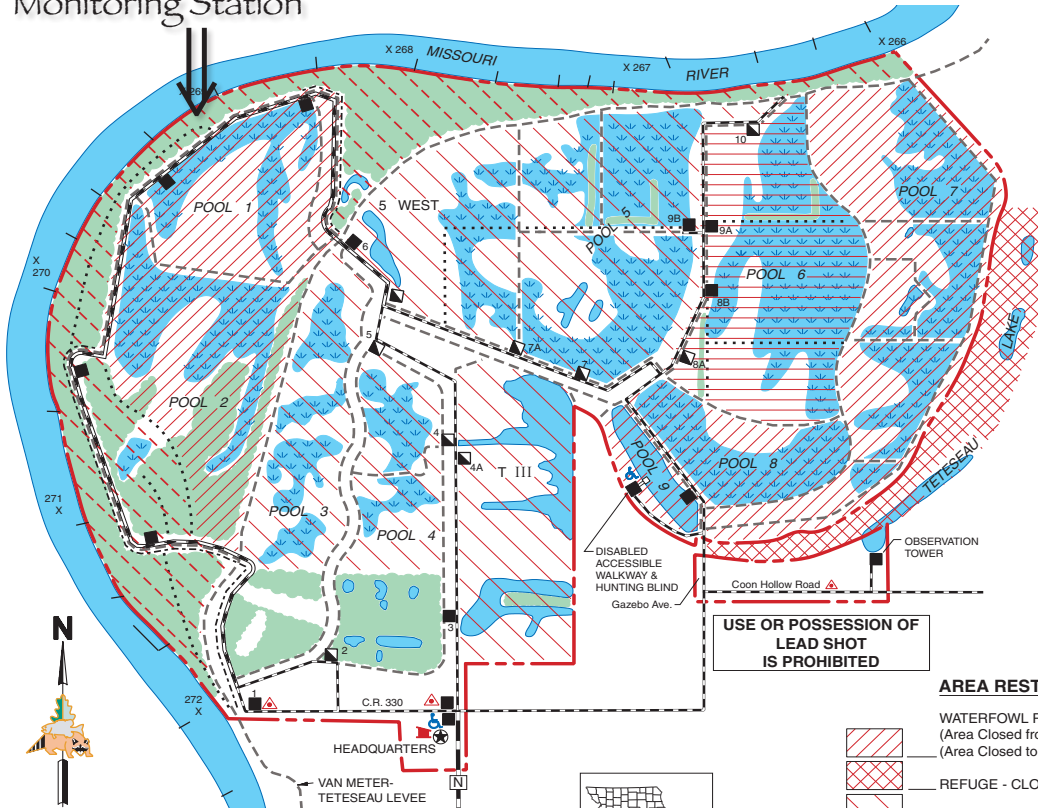 Monitoring Station
X 268
MISSOURI
X 267
RIVER
X 266
X 269
POOL 1
5 WEST
POOL 5
10
POOL 7
9B
9A
6
X
270
POOL 6
8B
5
7A
7
8A
LAKE
POOL 2
4
4A
T III
POOL 9
POOL 8
TETESEAU
271
X
POOL 3
POOL 4
DISABLED
ACCESSIBLE
WALKWAY &
HUNTING BLIND
OBSERVATION
TOWER
Coon Hollow Road
Gazebo Ave.
3
USE OR POSSESSION OF
LEAD SHOT
IS PROHIBITED
N
2
1
C.R. 330
272
X
HEADQUARTERS
N
VAN METER-
TETESEAU LEVEE
AREA REST
WATERFOWL
(Area Closed
(Area Closed to
REFUGE - CLO